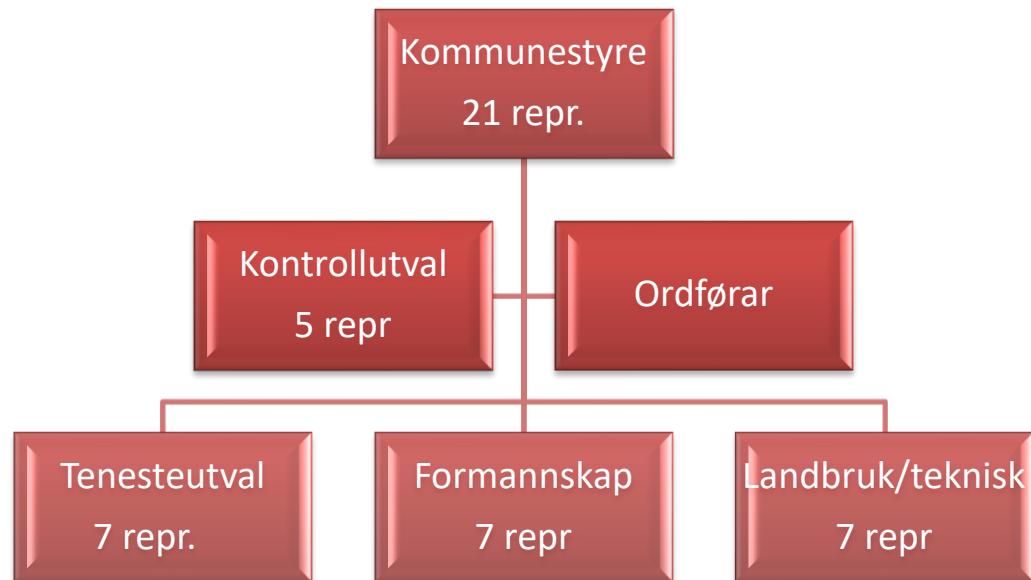 Kommunestyre
21 repr.
Kontrollutval
5 repr
Ordførar
Tenesteutval
7 repr.
Formannskap
7 repr
Landbruk/teknisk
7 repr